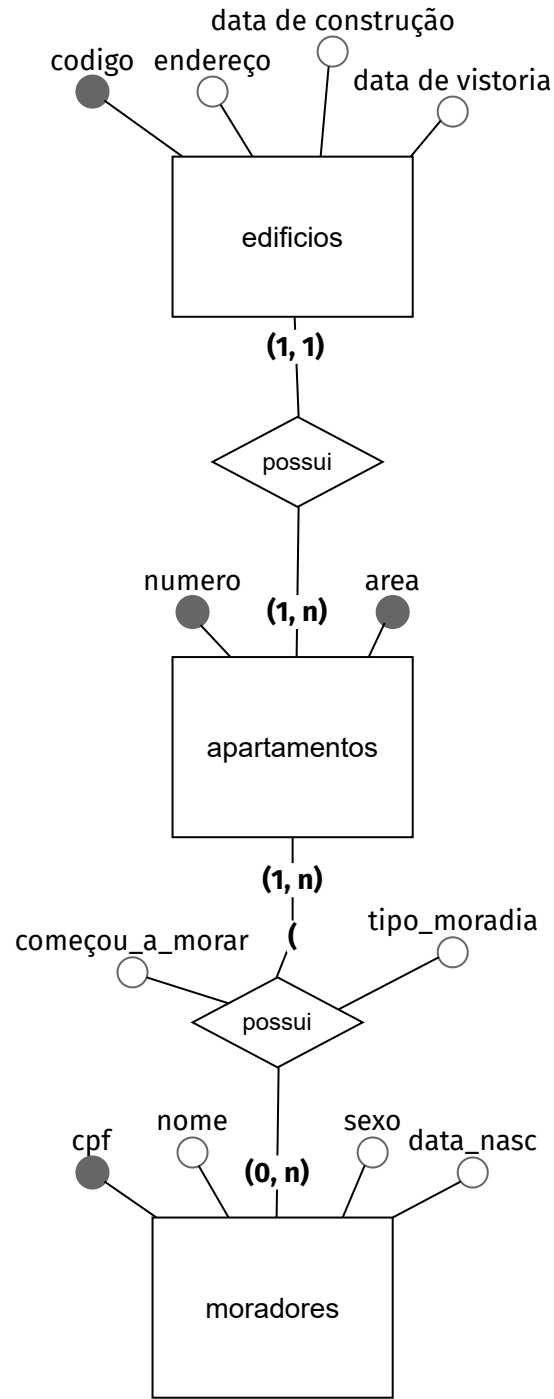 data de construção
codigo
endereço
data de vistoria
edificios
(1, 1)
possui
numero
(1, n)
area
apartamentos
(1, n)
(
começou_a_morar
tipo_moradia
possui
cpf
nome
sexo
data_nasc
(0, n)
moradores